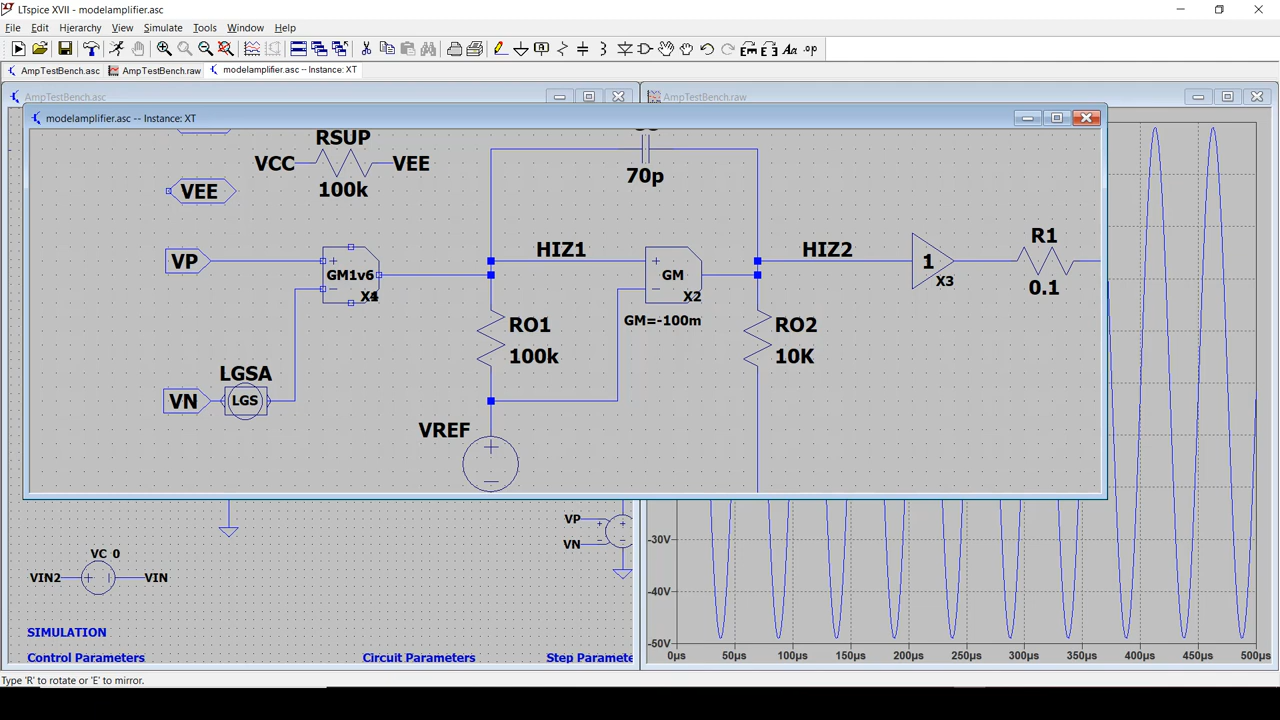 LTspice XVII - modelamplifier.asc
File Edit Hierarchy View Simulate Tools Window Help
AmpTestBench.asc AmpTestBench.raw modelamplifier.asc -- Instance: XT
AmpTestBench.asc AmpTestBench.raw
modelamplifier.asc -- Instance: XT
RSUP
VCC VEE
100k
70p
VEE
VP
GM1v6
HIZ1
GM
X2
GM=-100m
HIZ2
1
X3
R1
0.1
RO1
100k
RO2
10K
LGSA
VN
LGS
VREF
VP
VN
VC 0
VIN2 VIN
SIMULATION
Control Parameters Circuit Parameters Step Paramete
-30V
-40V
-50V
0µs 50µs 100µs 150µs 200µs 250µs 300µs 350µs 400µs 450µs 500µs
Type 'R' to rotate or 'E' to mirror.